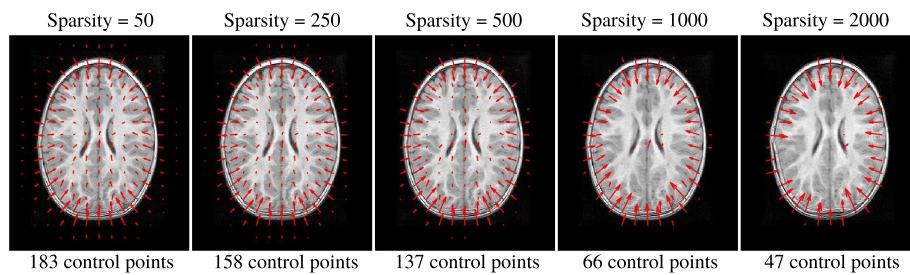 Sparsity = 50 Sparsity = 250 Sparsity = 500 Sparsity = 1000 Sparsity = 2000
183 control points 158 control points 137 control points 66 control points 47 control points